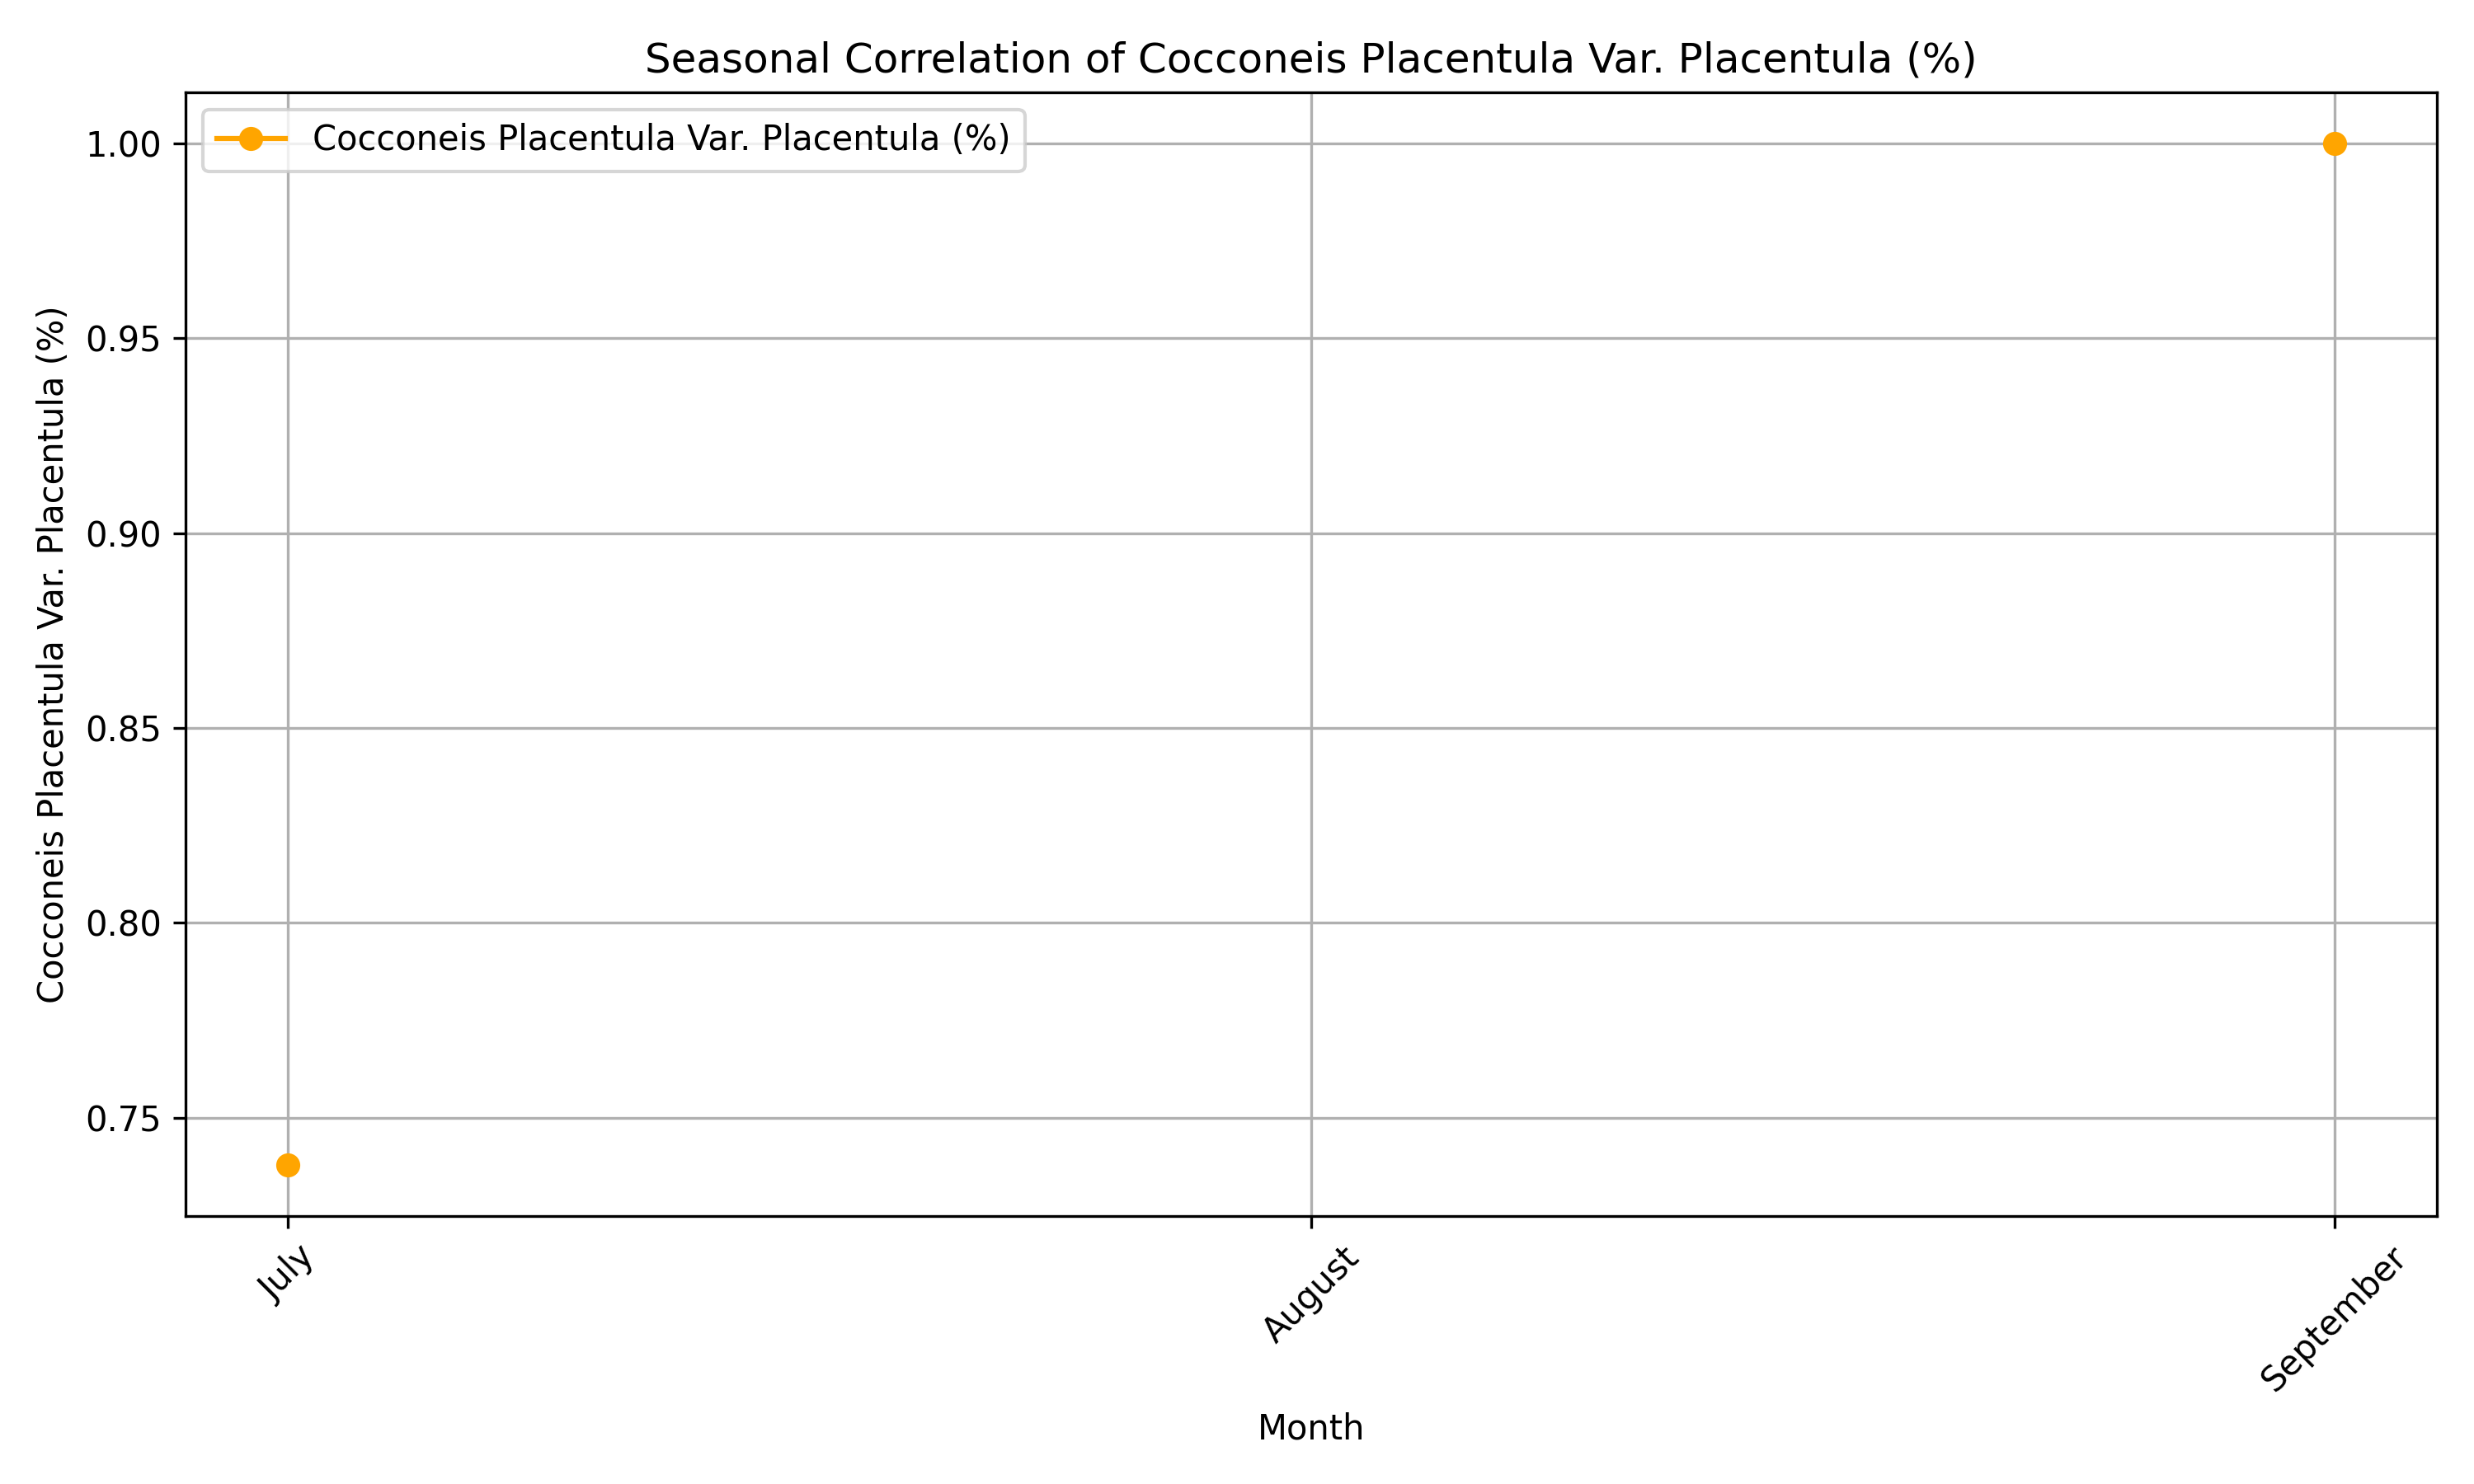 Seasonal Correlation of Cocconeis Placentula Var. Placentula (%)
Cocconeis Placentula Var. Placentula (%)
Cocconeis Placentula Var. Placentula (%)
1.00
0.95
0.90
0.85
0.80
0.75
July
August
September
Month